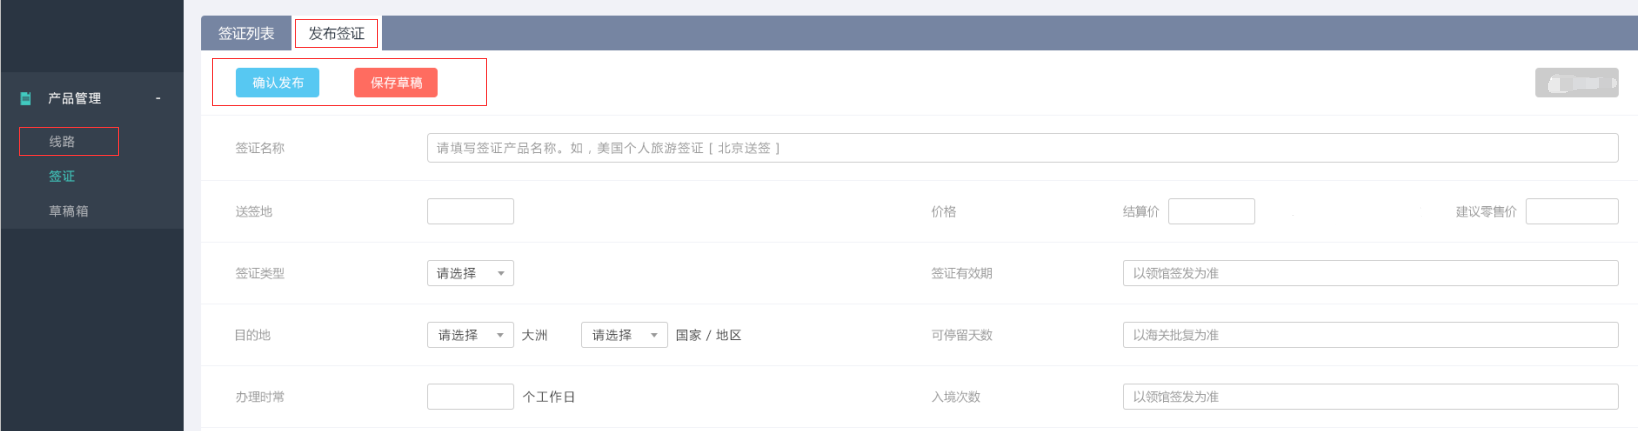 签证列表 发布签证
确认发布 保存草稿
产品管理 -
线路
签证
草稿箱
签证名称 请填写签证产品名称。如，美国个人旅游签证 [ 北京送签 ]
送签地 价格 结算价 建议零售价
签证类型 请选择 签证有效期 以领馆签发为准
目的地 请选择 大洲 请选择 国家 / 地区 可停留天数 以海关批复为准
办理时常 个工作日 入境次数 以领馆签发为准